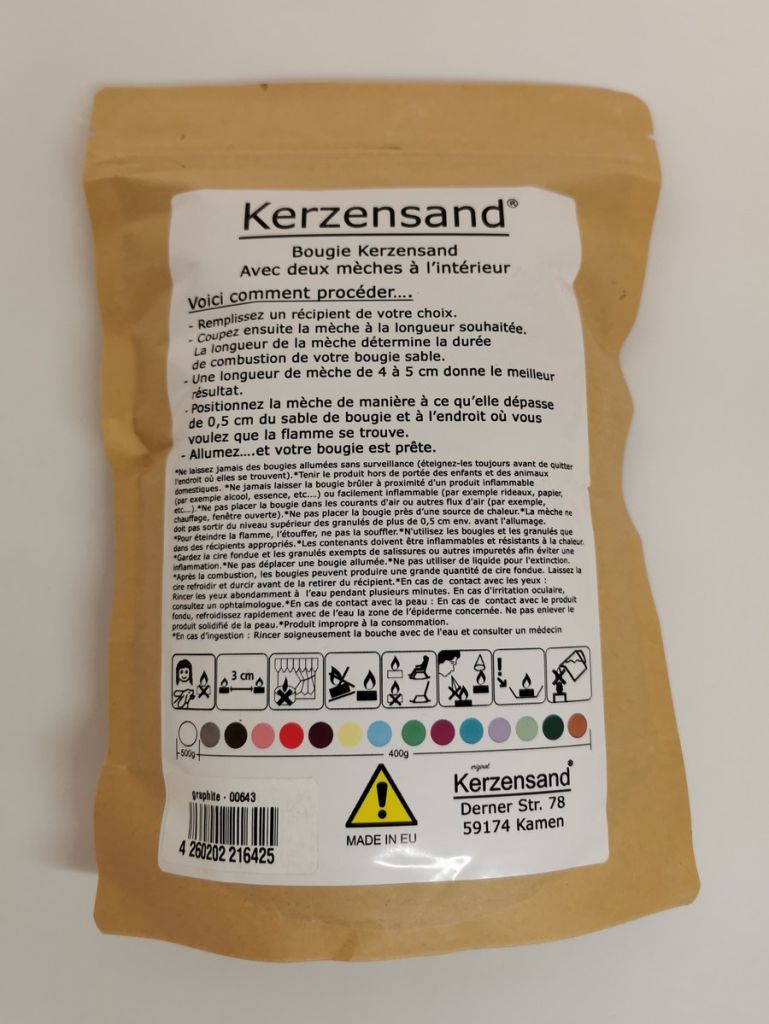 Kerzensand®
Bougie Kerzensand
Avec deux mèches à l'intérieur
Voici comment procéder....
- Remplissez un récipient de votre choix.
- Coupez ensuite la mèche à la longueur souhaitée.
La longueur de la mèche détermine la durée
de combustion de votre bougie sable.
- Une longueur de mèche de 4 à 5 cm donne le meilleur
résultat.
- Positionnez la mèche de manière à ce qu'elle dépasse
de 0,5 cm du sable de bougie et à l'endroit où vous
voulez que la flamme se trouve.
- Allumez....et votre bougie est prête.
*Ne laissez jamais des bougies allumées sans surveillance (éteignez-les toujours avant de quitter
l'endroit où elles se trouvent).*Tenir le produit hors de portée des enfants et des animaux
domestiques. *Ne jamais laisser la bougie brûler à proximité d'un produit inflammable
(par exemple alcool, essence, etc...) ou facilement inflammable (par exemple rideaux, papier,
etc...).*Ne pas placer la bougie dans les courants d'air ou autres flux d'air (par exemple,
chauffage, fenêtre ouverte).*Ne pas placer la bougie près d'une source de chaleur.*La mèche ne
doit pas sortir du niveau supérieur des granulés de plus de 0,5 cm env. avant l'allumage.
*Pour éteindre la flamme, l'étouffer, ne pas la souffler.*N'utilisez les bougies et les granulés que
dans des récipients appropriés.*Les contenants doivent être inflammables et résistants à la chaleur.
*Gardez la cire fondue et les granulés exempts de salissures ou autres impuretés afin éviter une
inflammation.*Ne pas déplacer une bougie allumée.*Ne pas utiliser de liquide pour l'extinction.
*Après la combustion, les bougies peuvent produire une grande quantité de cire fondue. Laissez la
cire refroidir et durcir avant de la retirer du récipient.*En cas de contact avec les yeux :
Rincer les yeux abondamment à l'eau pendant plusieurs minutes. En cas d'irritation oculaire,
consultez un ophtalmologue.*En cas de contact avec la peau : En cas de contact avec le produit
fondu, refroidissez rapidement avec de l'eau la zone de l'épiderme concernée. Ne pas enlever le
produit solidifié de la peau.*Produit impropre à la consommation.
*En cas d'ingestion : Rincer soigneusement la bouche avec de l'eau et consulter un médecin
3 cm
500g
400g
graphite - 00643
4 260202 216425
MADE IN EU
original
Kerzensand®
Derner Str. 78
59174 Kamen